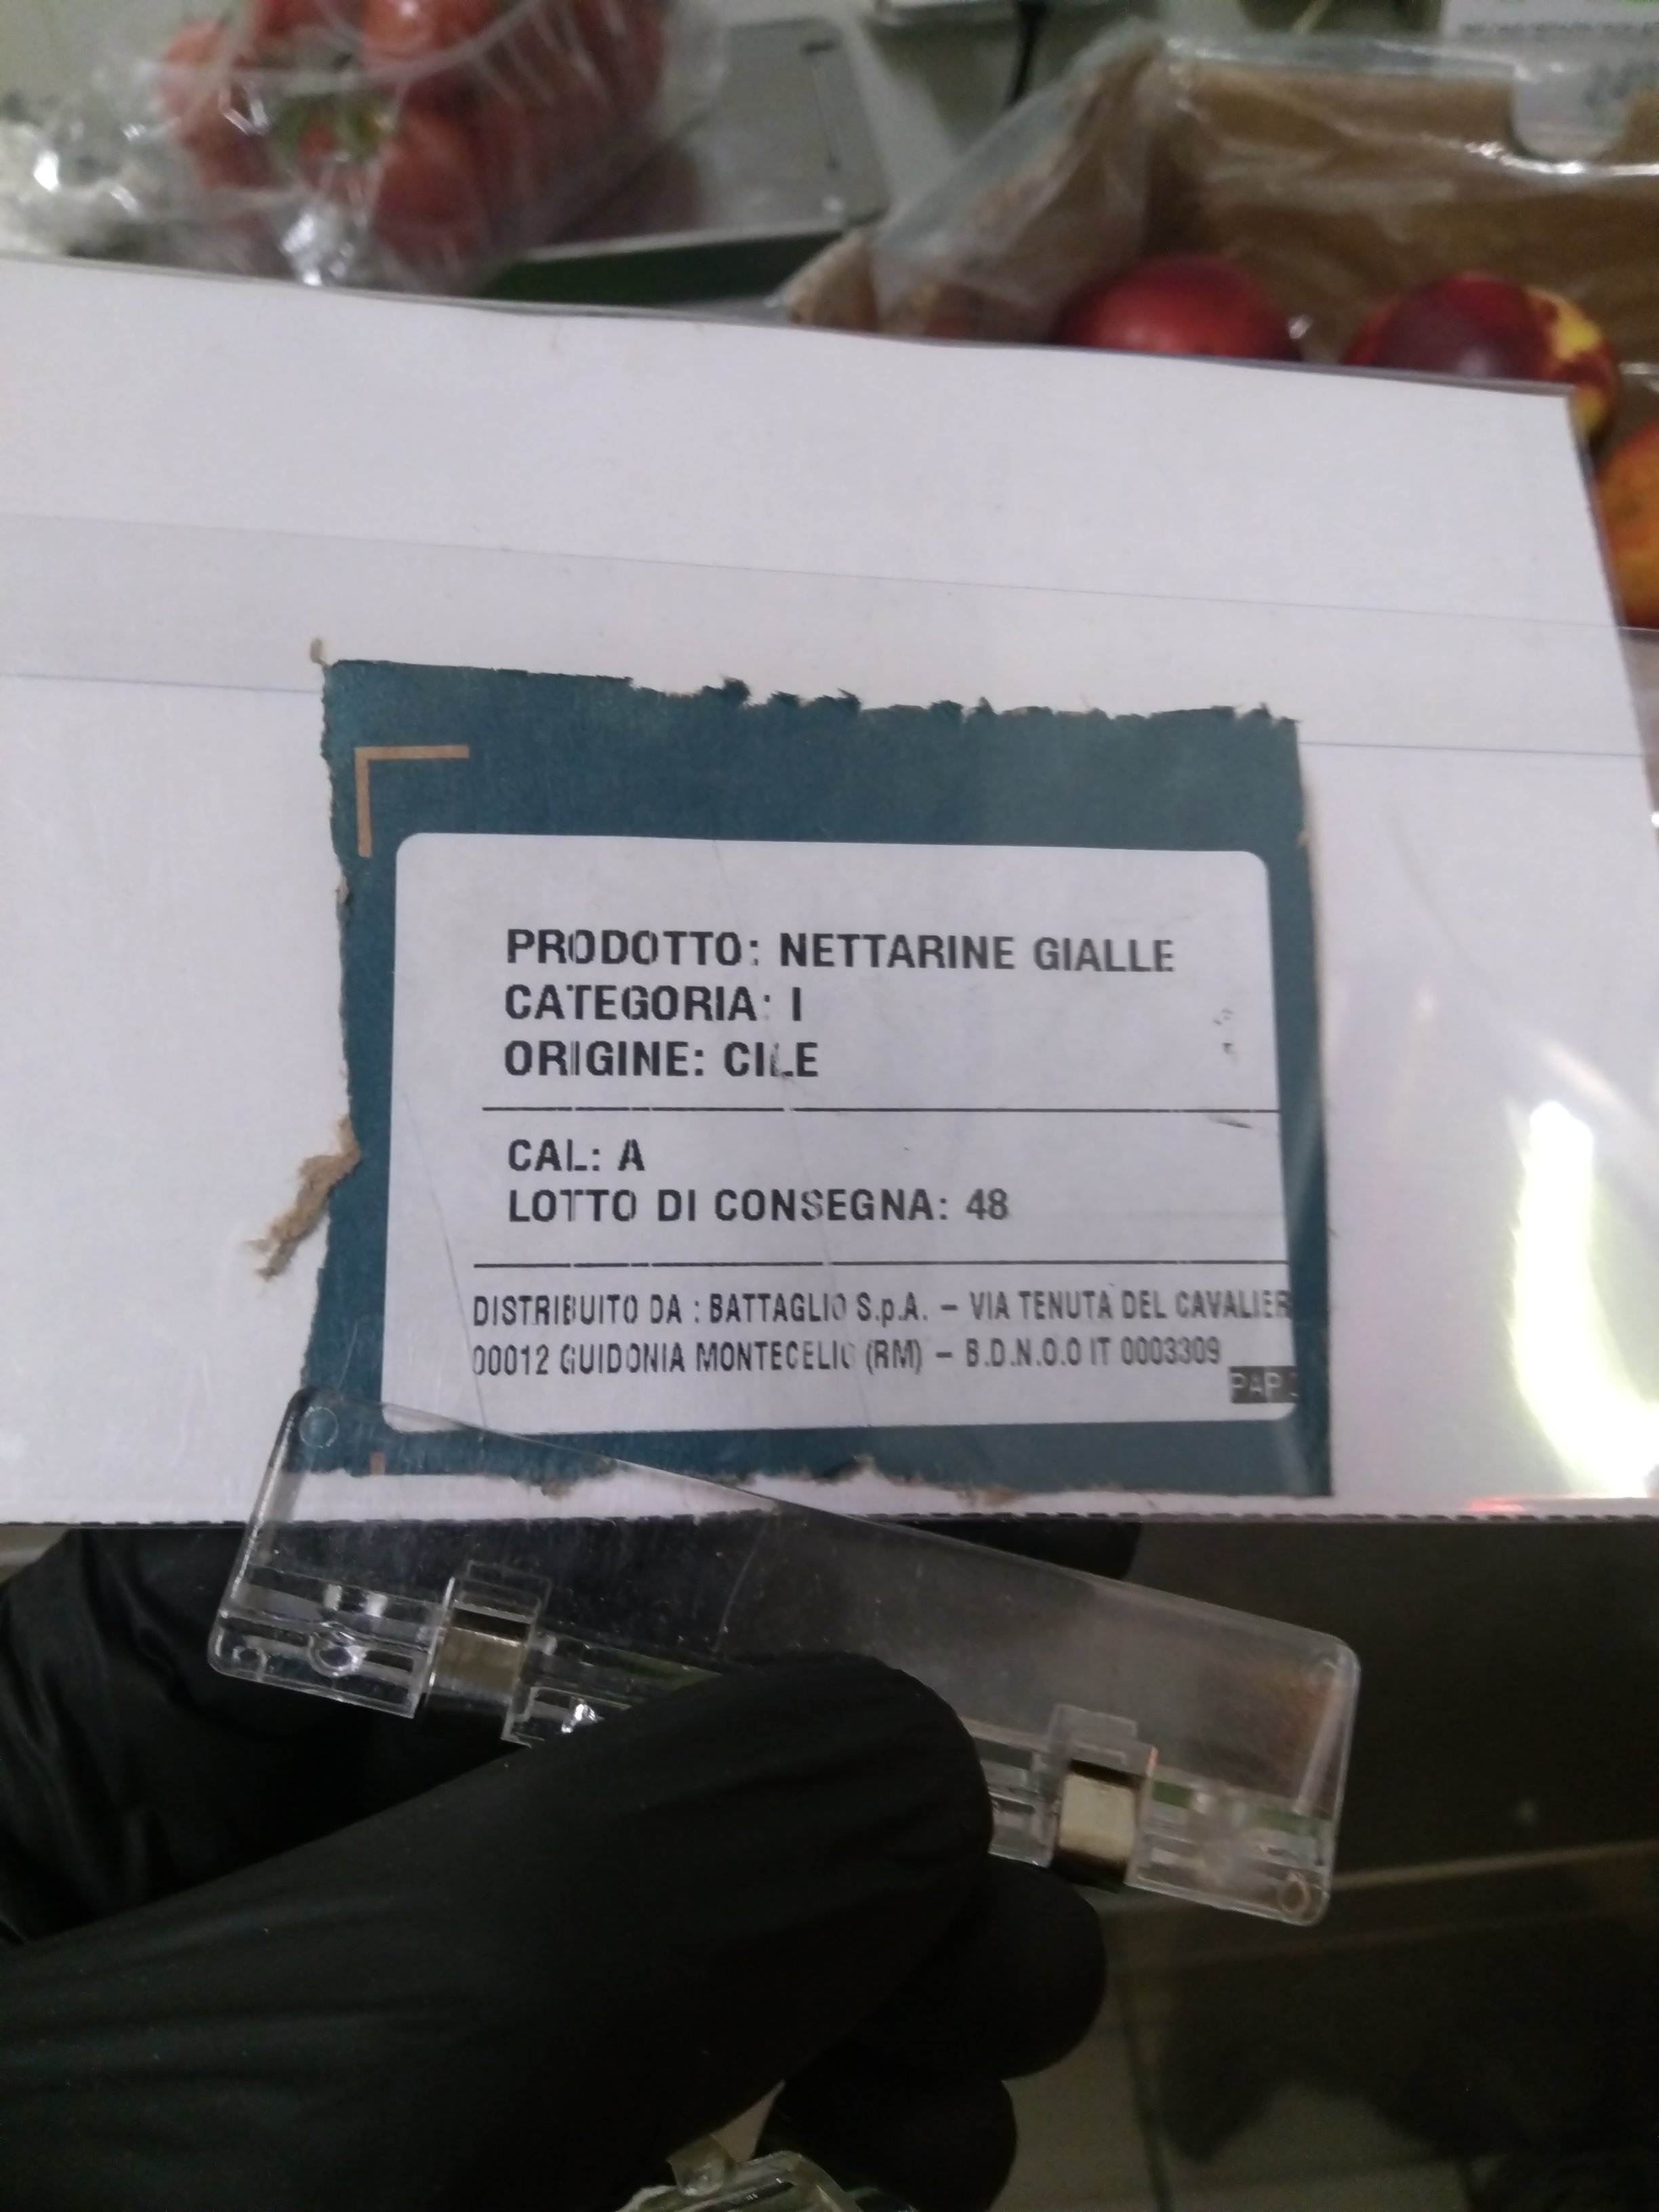 PRODOTTO: NETTARINE GIALLE
CATEGORIA: I
ORIGINE: CILE
CAL: A
LOTTO DI CONSEGNA: 48
DISTRIBUITO DA : BATTAGLIO S.p.A. – VIA TENUTA DEL CAVALIER
00012 GUIDONIA MONTECELIO (RM) – B.D.N.O.O IT 0003309
PAP